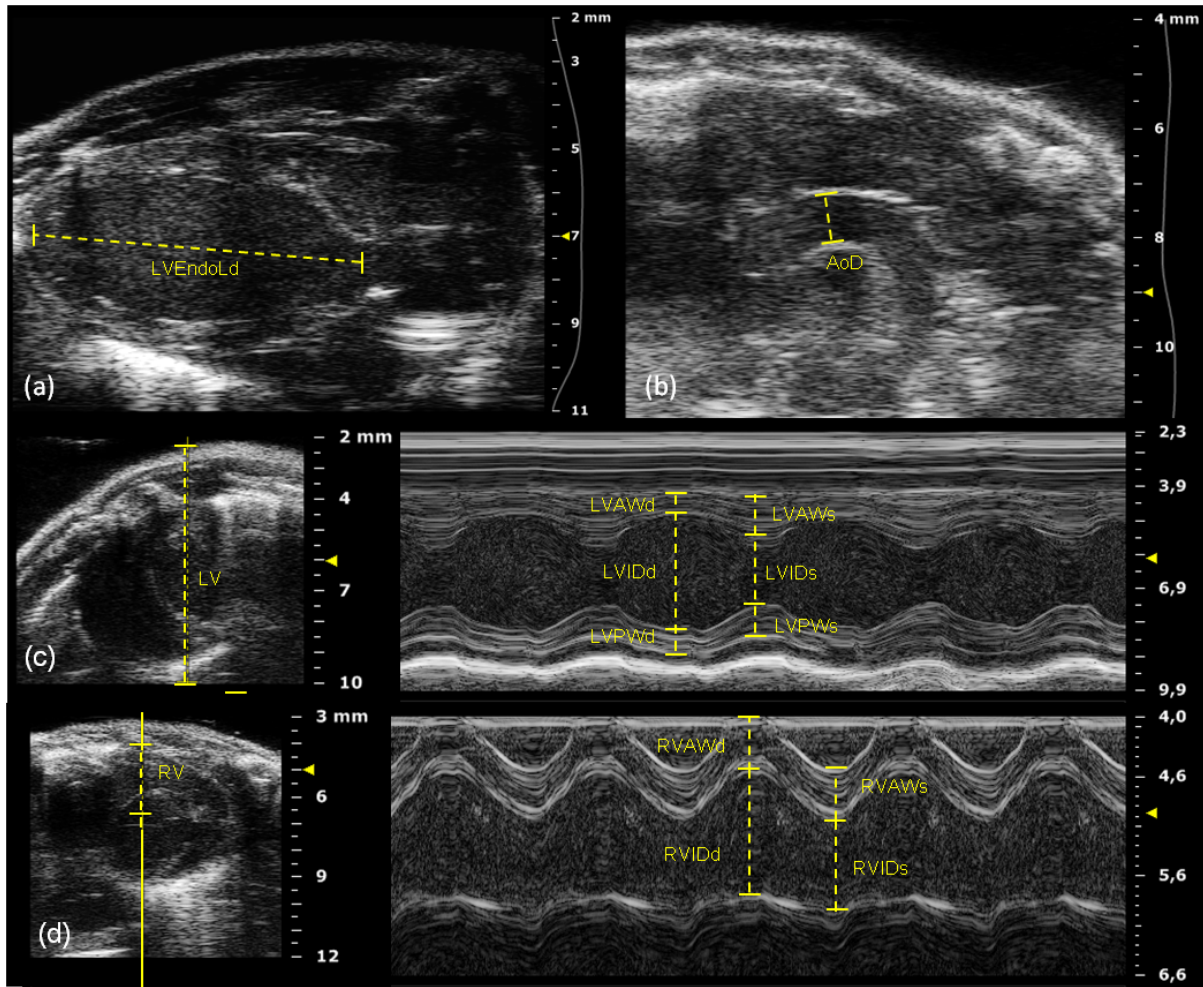 2 mm
3
5
7
9
11
LVEndoLd
(a)
4 mm
6
8
10
AoD
(b)
2 mm
4
7
10
LV
(c)
2,3
3,9
6,9
9,9
LVAWd
LVAWs
LVIDd
LVIDs
LVPWd
LVPWs
3 mm
6
9
12
RV
(d)
4,0
4,6
5,6
6,6
RVAWd
RVAWs
RVIDd
RVIDs